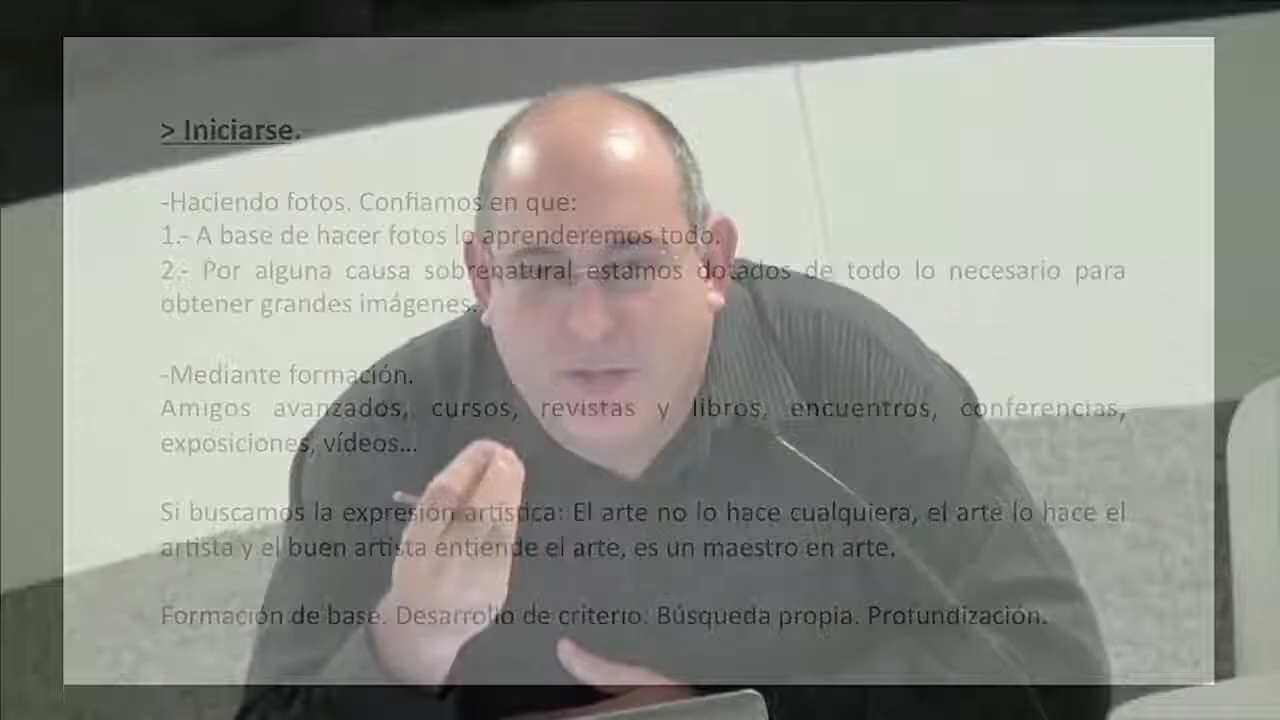 > Iniciarse.
-Haciendo fotos. Confiamos en que:
1.- A base de hacer fotos lo aprenderemos todo.
2.- Por alguna causa sobrenatural estamos dotados de todo lo necesario para
obtener grandes imágenes.
-Mediante formación.
Amigos avanzados, cursos, revistas y libros, encuentros, conferencias,
exposiciones, vídeos...
Si buscamos la expresión artística: El arte no lo hace cualquiera, el arte lo hace el
artista y el buen artista entiende el arte, es un maestro en arte.
Formación de base. Desarrollo de criterio. Búsqueda propia. Profundización.